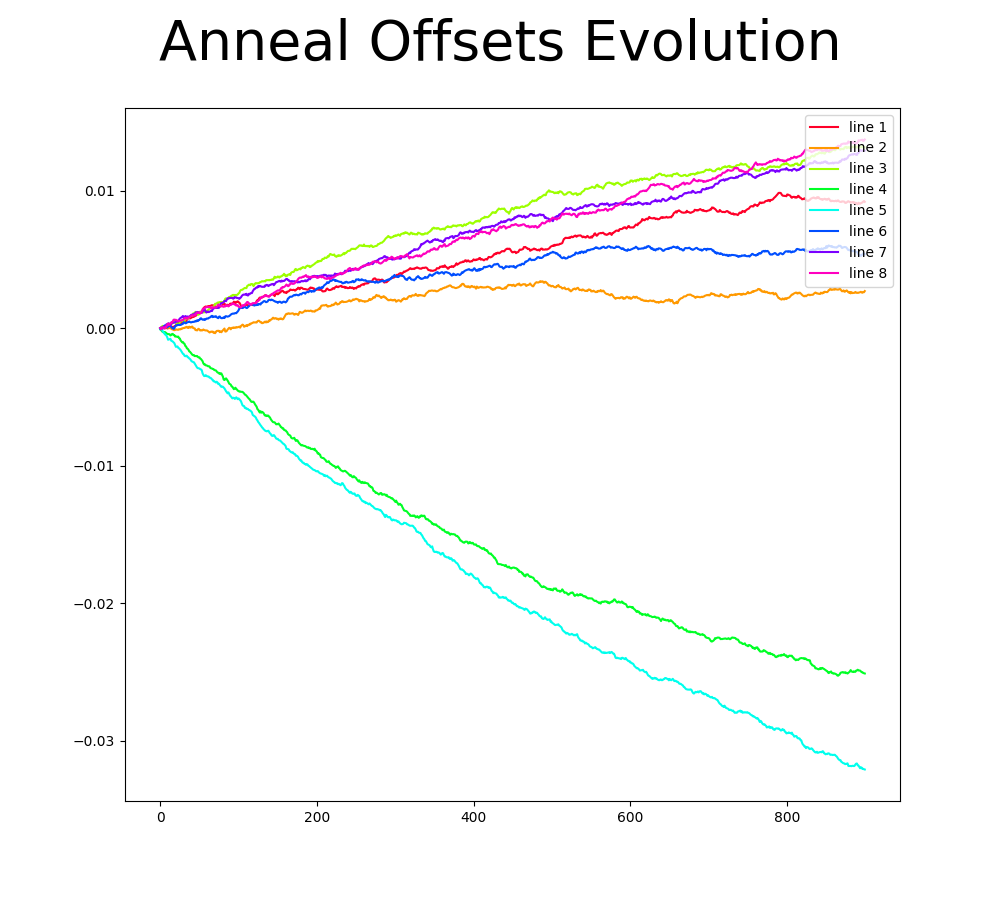 Anneal Offsets Evolution
line 1
line 2
line 3
line 4
line 5
line 6
line 7
line 8
0.01
0.00
−0.01
−0.02
−0.03
0 200 400 600 800